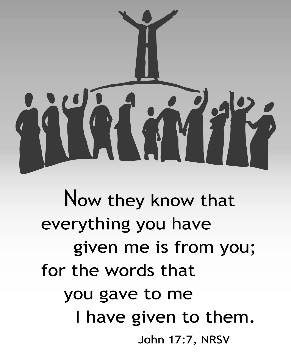 Now they know that
everything you have
given me is from you;
for the words that
you gave to me
I have given to them.
John 17:7, NRSV